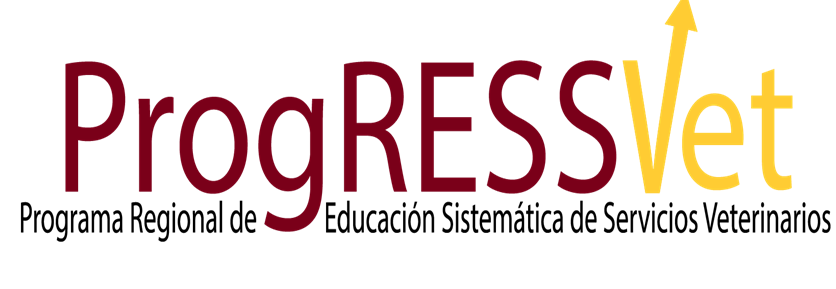 ProgRESSVet
Programa Regional de Educación Sistemática de Servicios Veterinarios